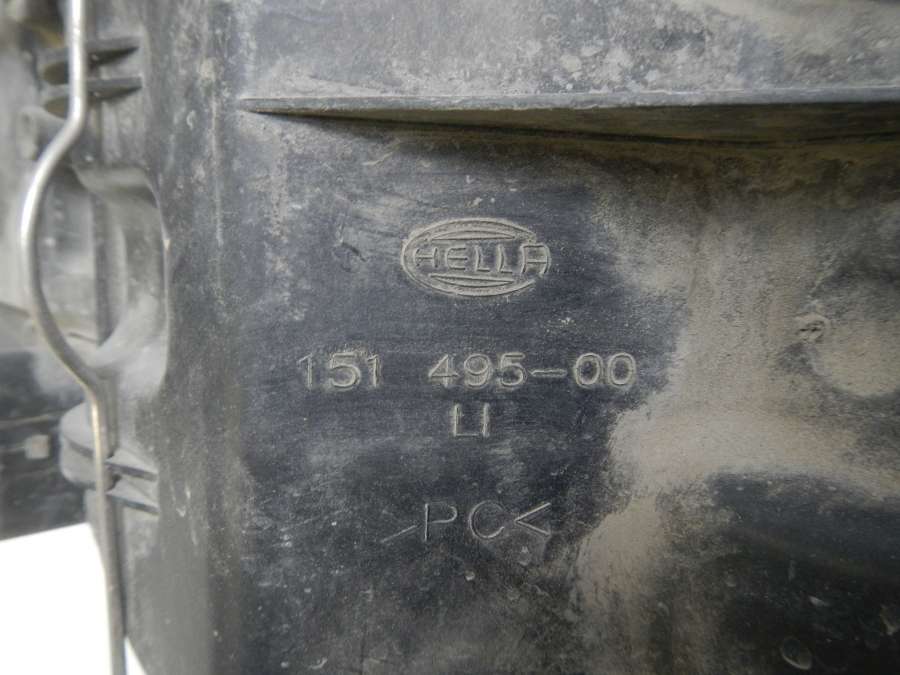 HELLA
151 495-00
LI
>PC<